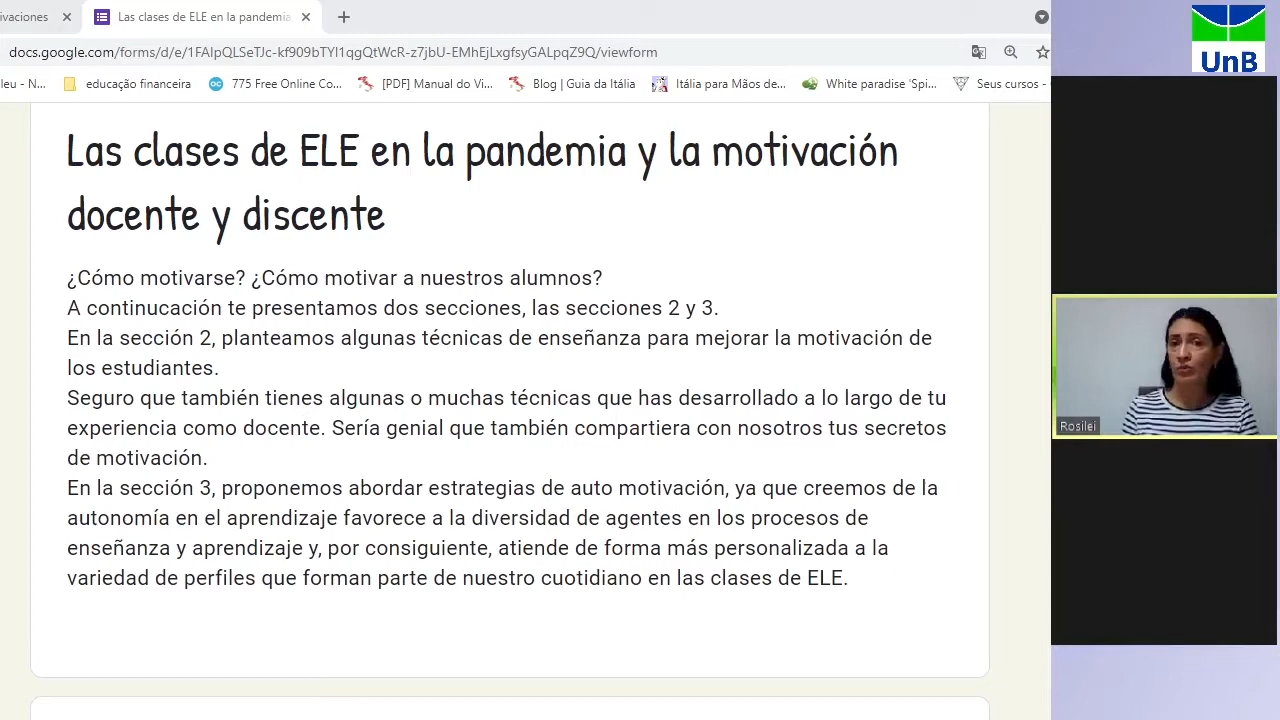 ivaciones
Las clases de ELE en la pandemia
docs.google.com/forms/d/e/1FAIpQLSeTJc-kf909bTYl1qgQtWcR-z7jbU-EMhEjLxqfsyGALpqZ9Q/viewform
leu - N...
educação financeira
775 Free Online Co...
[PDF] Manual do Vi...
Blog | Guia da Itália
Itália para Mãos de...
White paradise 'Spi...
Seus cursos -
UnB
Las clases de ELE en la pandemia y la motivación
docente y discente
¿Cómo motivarse? ¿Cómo motivar a nuestros alumnos?
A continucación te presentamos dos secciones, las secciones 2 y 3.
En la sección 2, planteamos algunas técnicas de enseñanza para mejorar la motivación de
los estudiantes.
Seguro que también tienes algunas o muchas técnicas que has desarrollado a lo largo de tu
experiencia como docente. Sería genial que también compartiera con nosotros tus secretos
de motivación.
En la sección 3, proponemos abordar estrategias de auto motivación, ya que creemos de la
autonomía en el aprendizaje favorece a la diversidad de agentes en los procesos de
enseñanza y aprendizaje y, por consiguiente, atiende de forma más personalizada a la
variedad de perfiles que forman parte de nuestro cuotidiano en las clases de ELE.
Rosilei